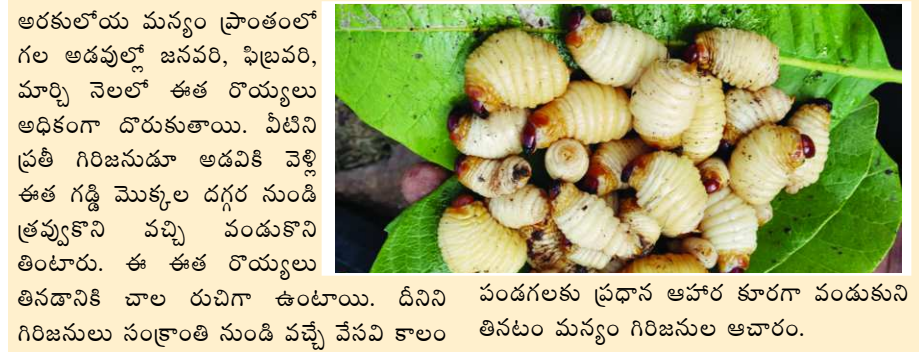 అరకులోయ మన్యం ప్రాంతంలో
గల అడవుల్లో జనవరి, ఫిబ్రవరి,
మార్చి నెలలో ఈత రొయ్యలు
అధికంగా దొరుకుతాయి. వీటిని
ప్రతీ గిరిజనుడూ అడవికి వెళ్లి
ఈత గడ్డి మొక్కల దగ్గర నుండి
త్రవ్వుకొని వచ్చి వండుకొని
తింటారు. ఈ ఈత రొయ్యలు
తినడానికి చాల రుచిగా ఉంటాయి. దీనిని
గిరిజనులు సంక్రాంతి నుండి వచ్చే వేసవి కాలం
పండగలకు ప్రధాన ఆహార కూరగా వండుకుని
తినటం మన్యం గిరిజనుల ఆచారం.